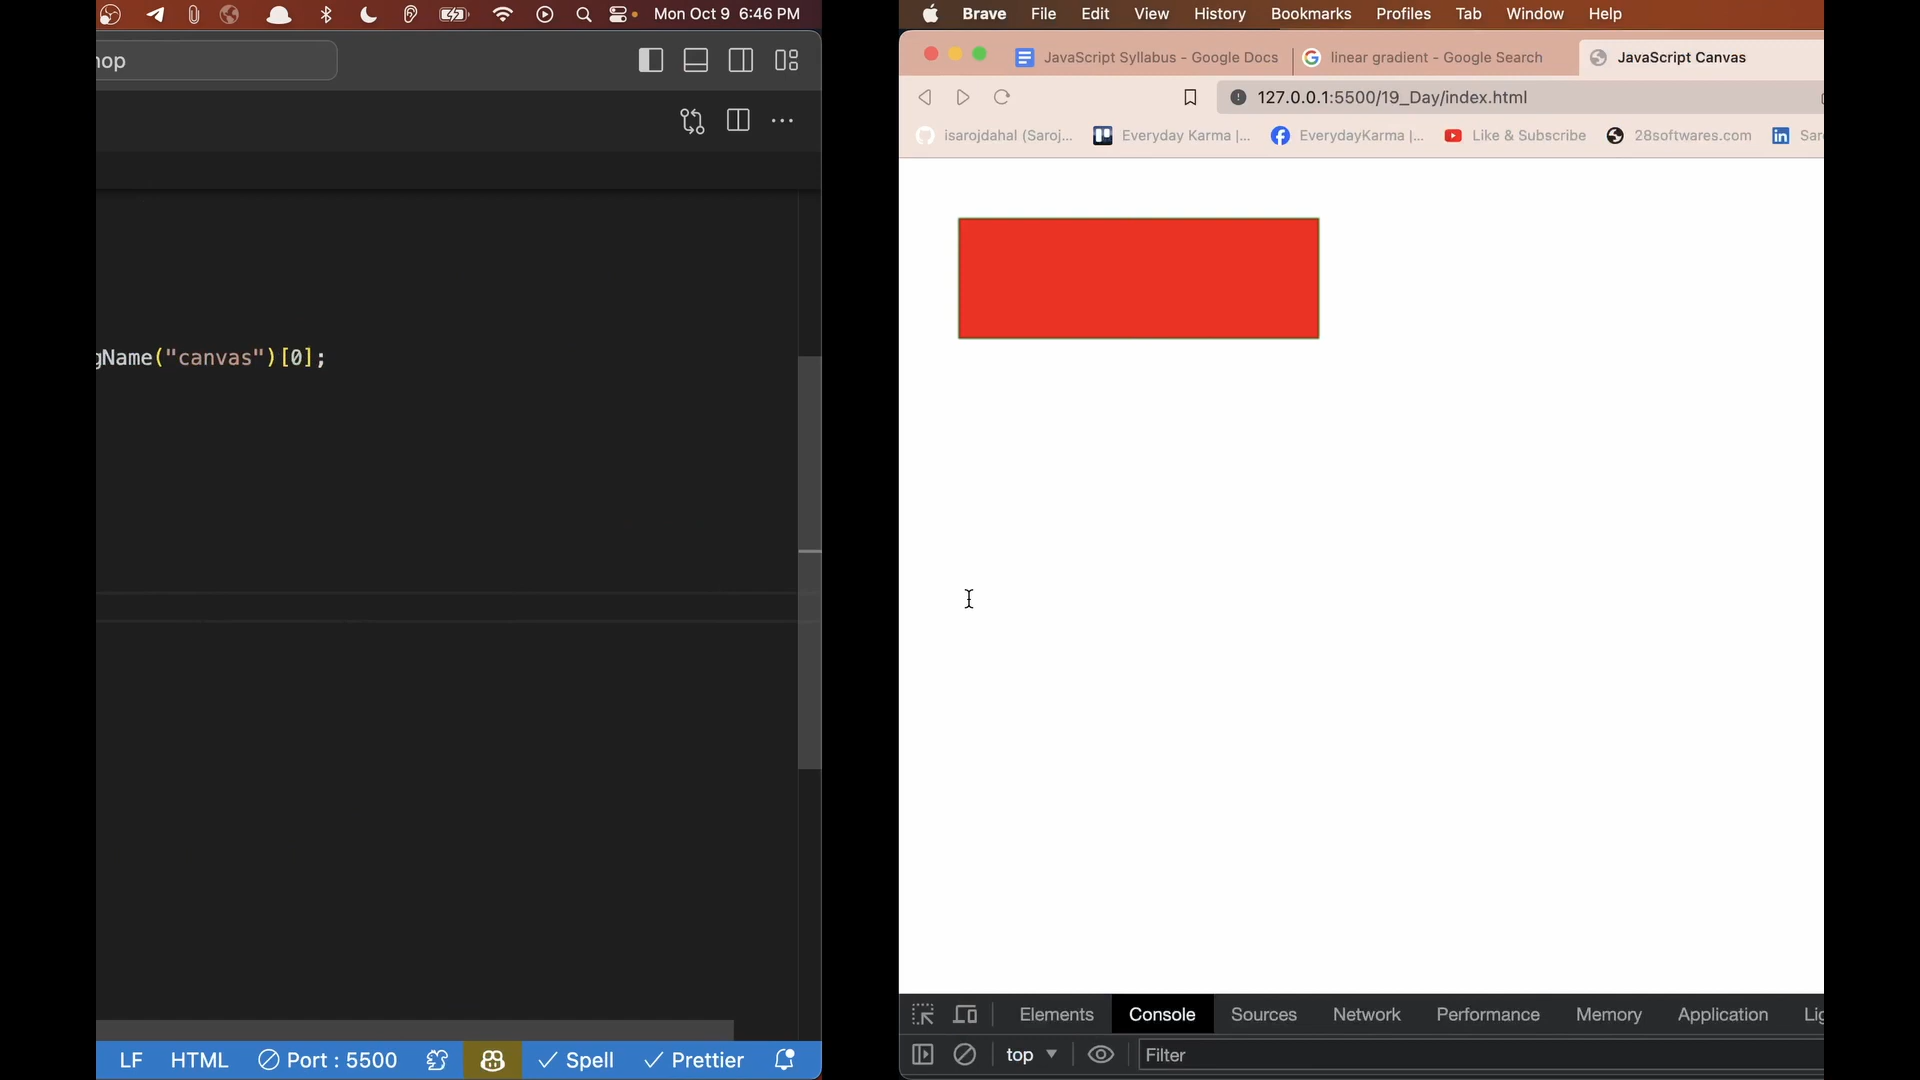 Mon Oct 9 6:46 PM
hop
gName("canvas")[0];
LF HTML Port : 5500 Spell Prettier
Brave File Edit View History Bookmarks Profiles Tab Window Help
JavaScript Syllabus - Google Docs linear gradient - Google Search JavaScript Canvas
127.0.0.1:5500/19_Day/index.html
isarojdahal (Saroj... Everyday Karma |... EverydayKarma |... Like & Subscribe 28softwares.com Sar
Elements Console Sources Network Performance Memory Application Lig
top Filter